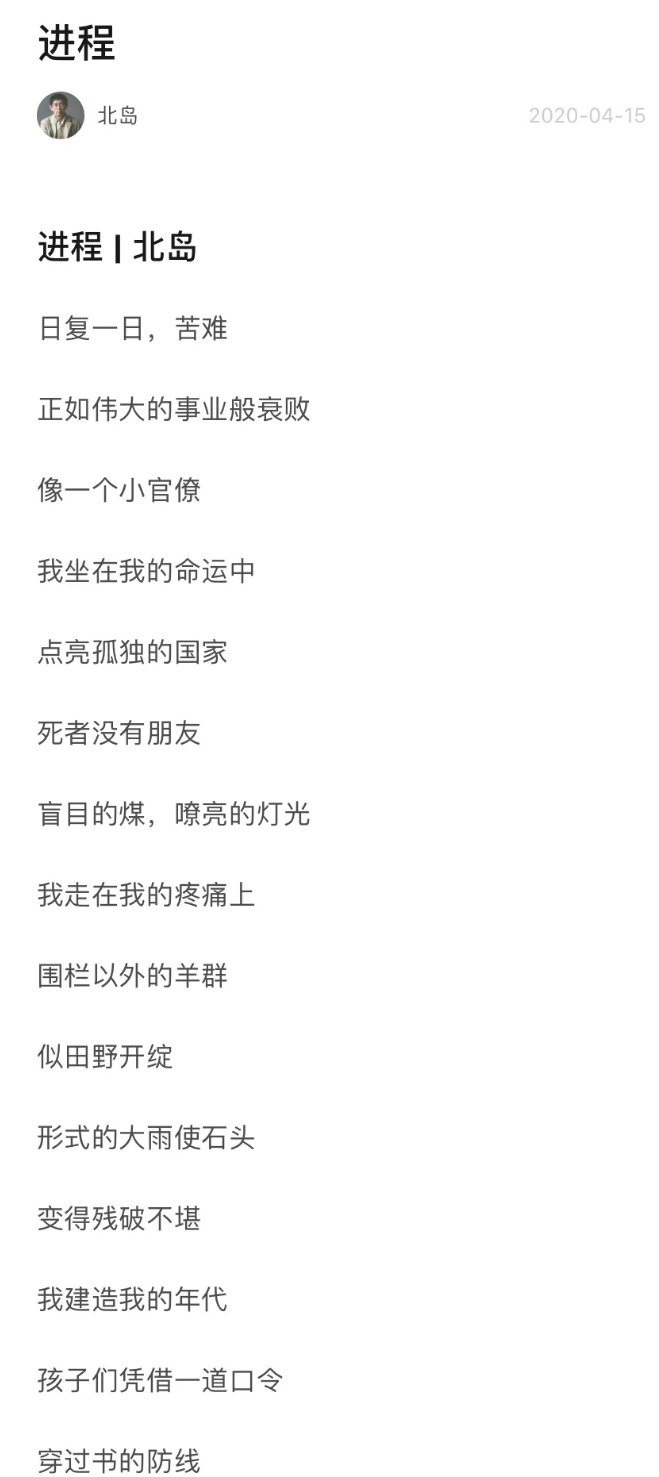 进程
北岛
2020-04-15
进程 | 北岛
日复一日，苦难
正如伟大的事业般衰败
像一个小官僚
我坐在我的命运中
点亮孤独的国家
死者没有朋友
盲目的煤，嘹亮的灯光
我走在我的疼痛上
围栏以外的羊群
似田野开绽
形式的大雨使石头
变得残破不堪
我建造我的年代
孩子们凭借一道口令
穿过书的防线